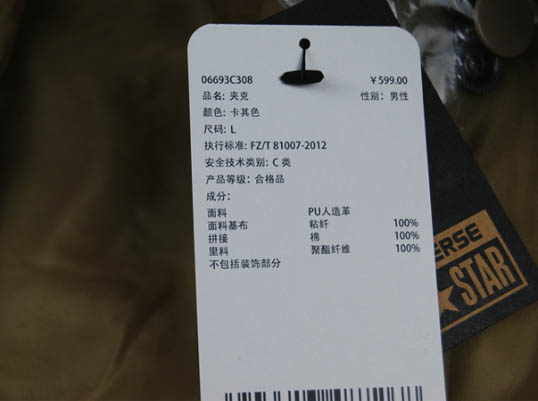 06693C308 ￥599.00
品名: 夹克 性别: 男性
颜色: 卡其色
尺码: L
执行标准: FZ/T 81007-2012
安全技术类别: C 类
产品等级: 合格品
成分:
面料 PU人造革
面料基布 粘纤 100%
拼接 棉 100%
里料 聚酯纤维 100%
不包括装饰部分
ERSE
STAR